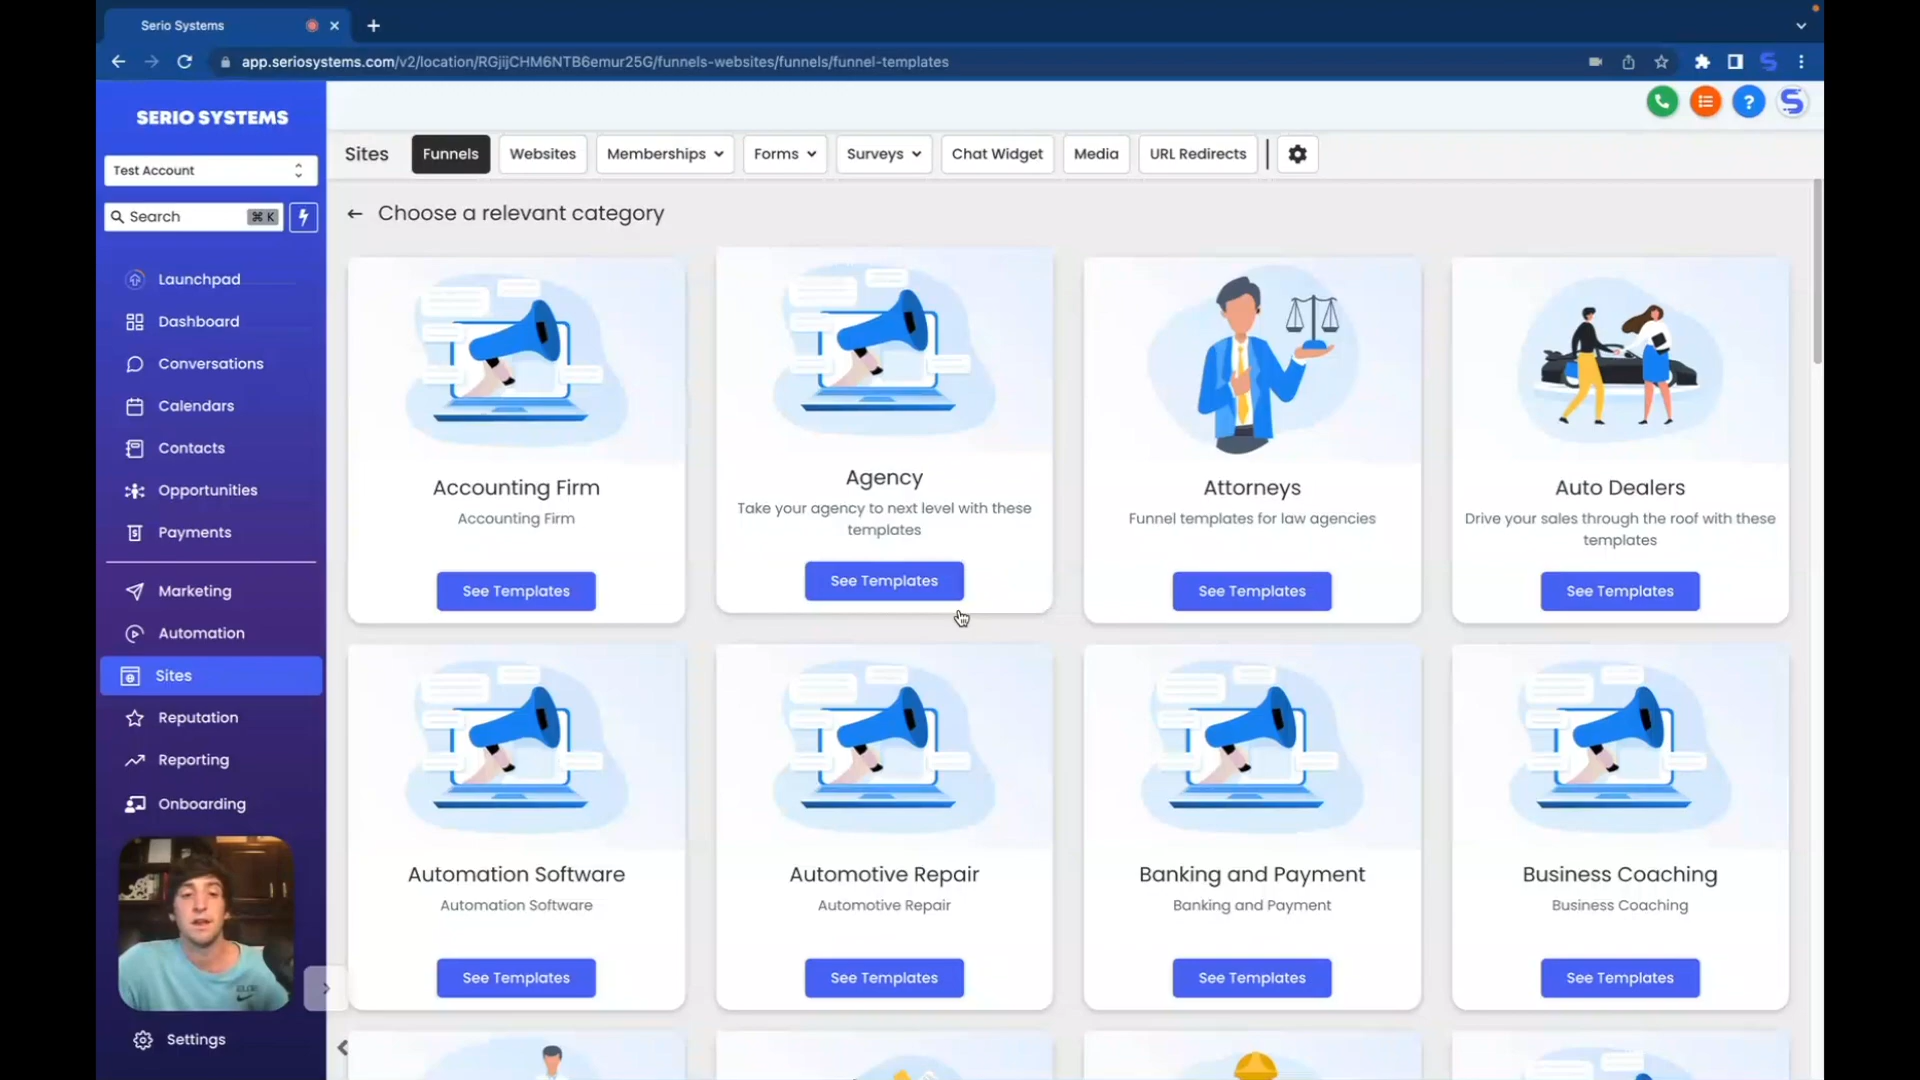 Serio Systems
app.seriosystems.com/v2/location/RGjijCHM6NTB6emur25G/funnels-websites/funnels/funnel-templates
SERIO SYSTEMS
Test Account
Search ⌘ K
Launchpad
Dashboard
Conversations
Calendars
Contacts
Opportunities
Payments
Marketing
Automation
Sites
Reputation
Reporting
Onboarding
Settings
Sites Funnels Websites Memberships Forms Surveys Chat Widget Media URL Redirects
Choose a relevant category
Accounting Firm
Accounting Firm
See Templates
Agency
Take your agency to next level with these
templates
See Templates
Attorneys
Funnel templates for law agencies
See Templates
Auto Dealers
Drive your sales through the roof with these
templates
See Templates
Automation Software
Automation Software
See Templates
Automotive Repair
Automotive Repair
See Templates
Banking and Payment
Banking and Payment
See Templates
Business Coaching
Business Coaching
See Templates